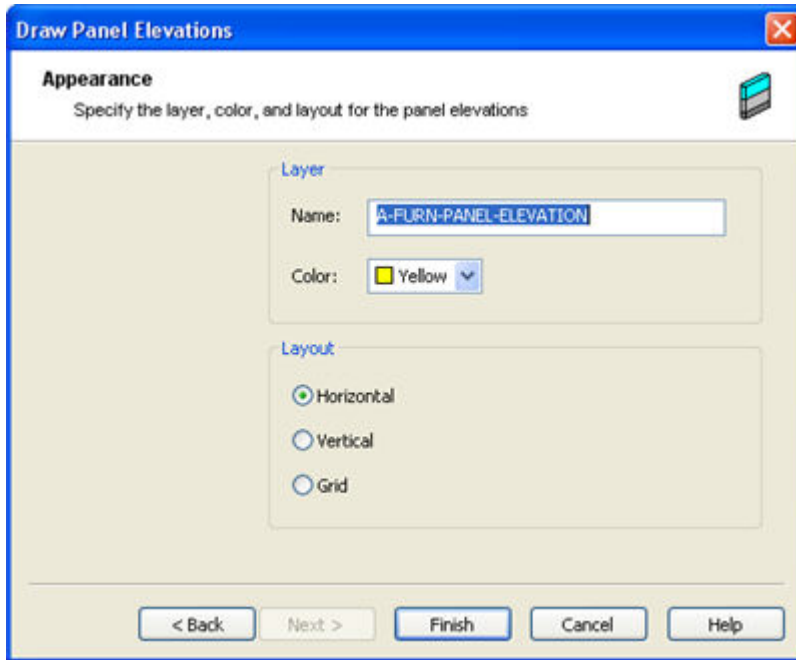 Draw Panel Elevations
Appearance
Specify the layer, color, and layout for the panel elevations
Layer
Name: A-FURN-PANEL-ELEVATION
Color: Yellow
Layout
Horizontal
Vertical
Grid
< Back Next > Finish Cancel Help